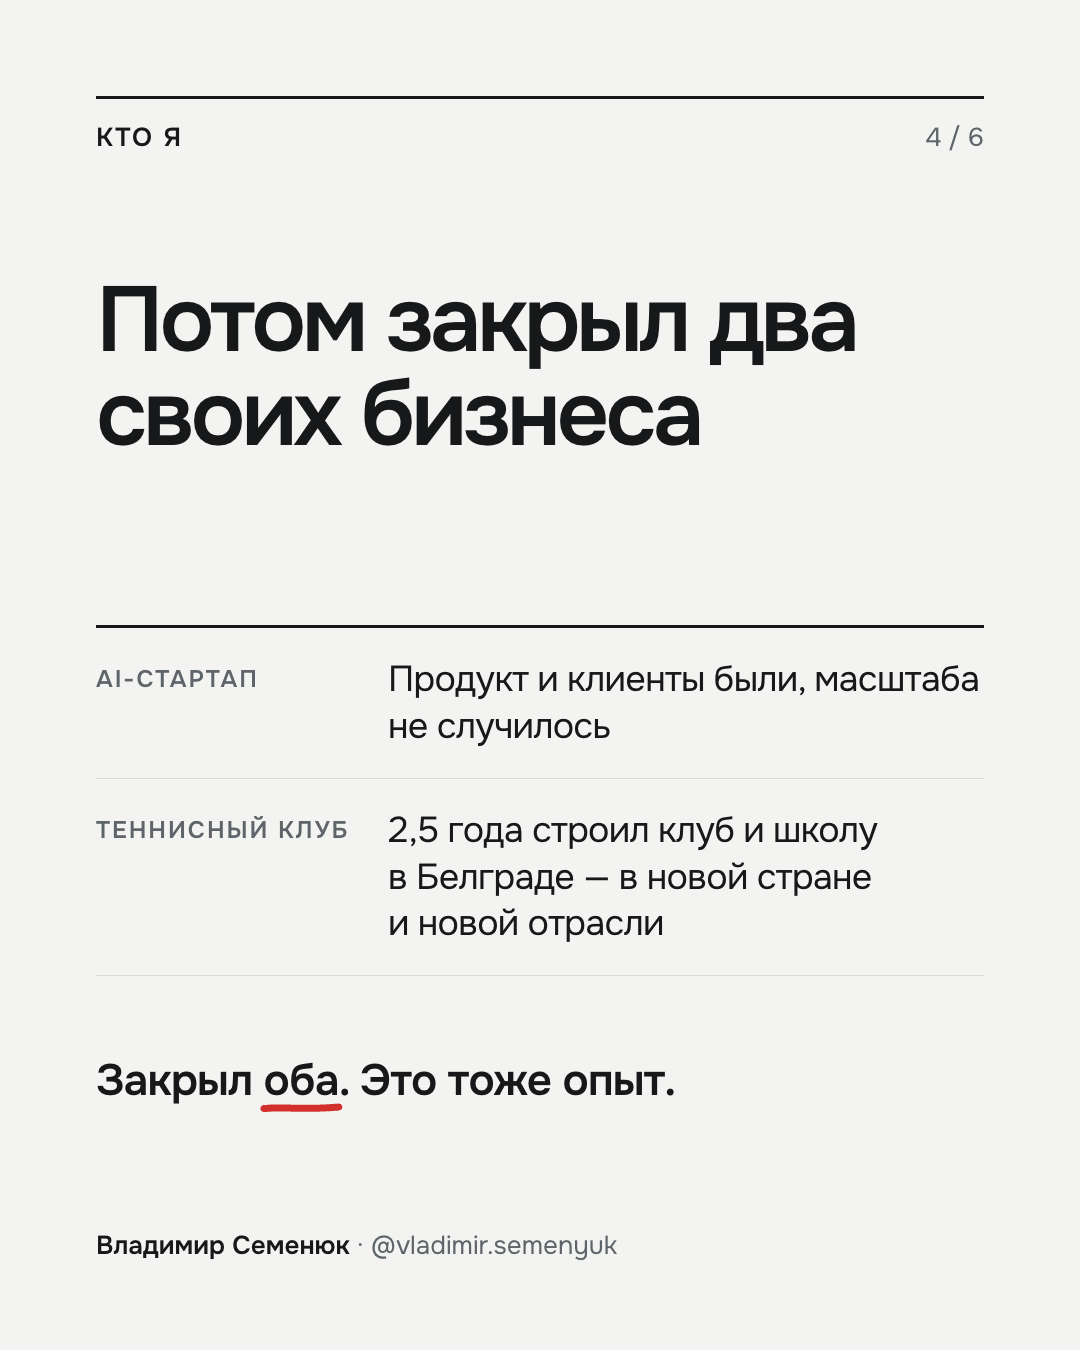 КТО Я
4 / 6
Потом закрыл два
своих бизнеса
AI-СТАРТАП
Продукт и клиенты были, масштаба
не случилось
ТЕННИСНЫЙ КЛУБ
2,5 года строил клуб и школу
в Белграде — в новой стране
и новой отрасли
Закрыл оба. Это тоже опыт.
Владимир Семенюк · @vladimir.semenyuk